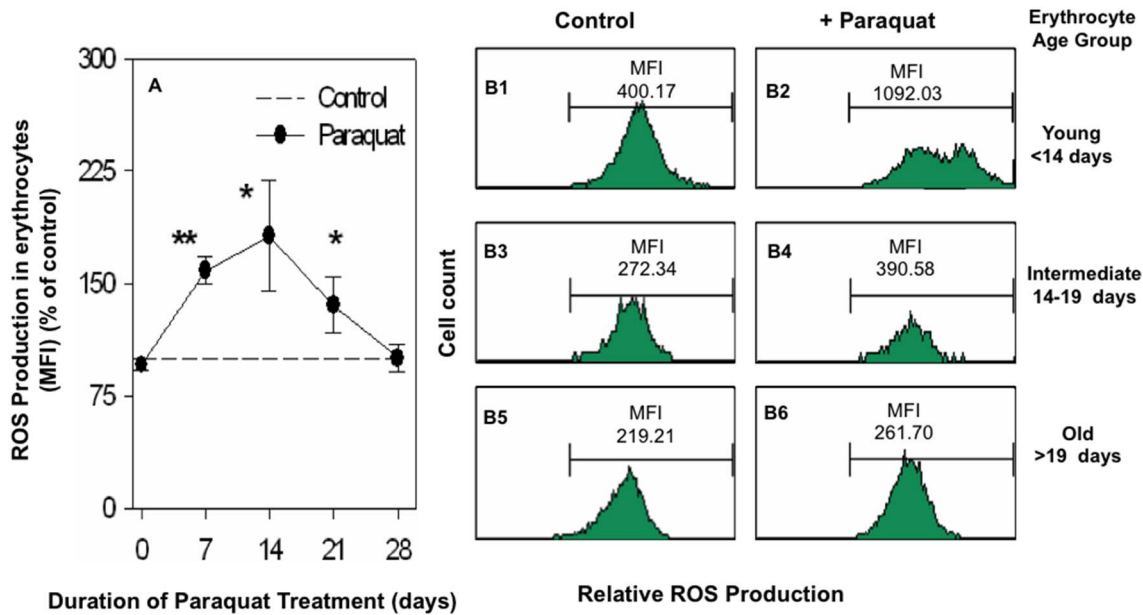 ROS Production in erythrocytes
(MFI) (% of control)
300
225
150
75
0
A
Control
Paraquat
**
*
*
0 7 14 21 28
Duration of Paraquat Treatment (days)
Control
+ Paraquat
Erythrocyte
Age Group
Cell count
B1
MFI
400.17
B2
MFI
1092.03
Young
<14 days
B3
MFI
272.34
B4
MFI
390.58
Intermediate
14-19 days
B5
MFI
219.21
B6
MFI
261.70
Old
>19 days
Relative ROS Production